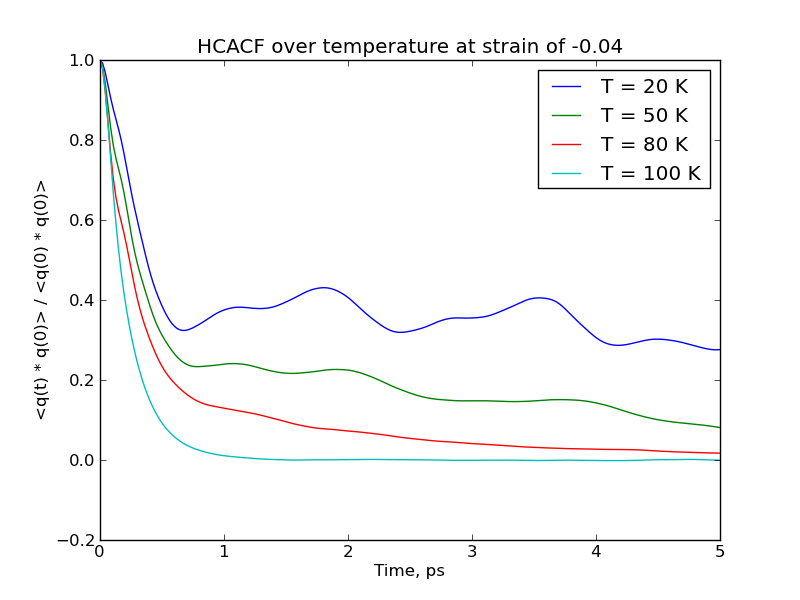 HCACF over temperature at strain of -0.04
<q(t) * q(0)> / <q(0) * q(0)>
1.0
0.8
0.6
0.4
0.2
0.0
−0.2
T = 20 K
T = 50 K
T = 80 K
T = 100 K
0 1 2 3 4 5
Time, ps